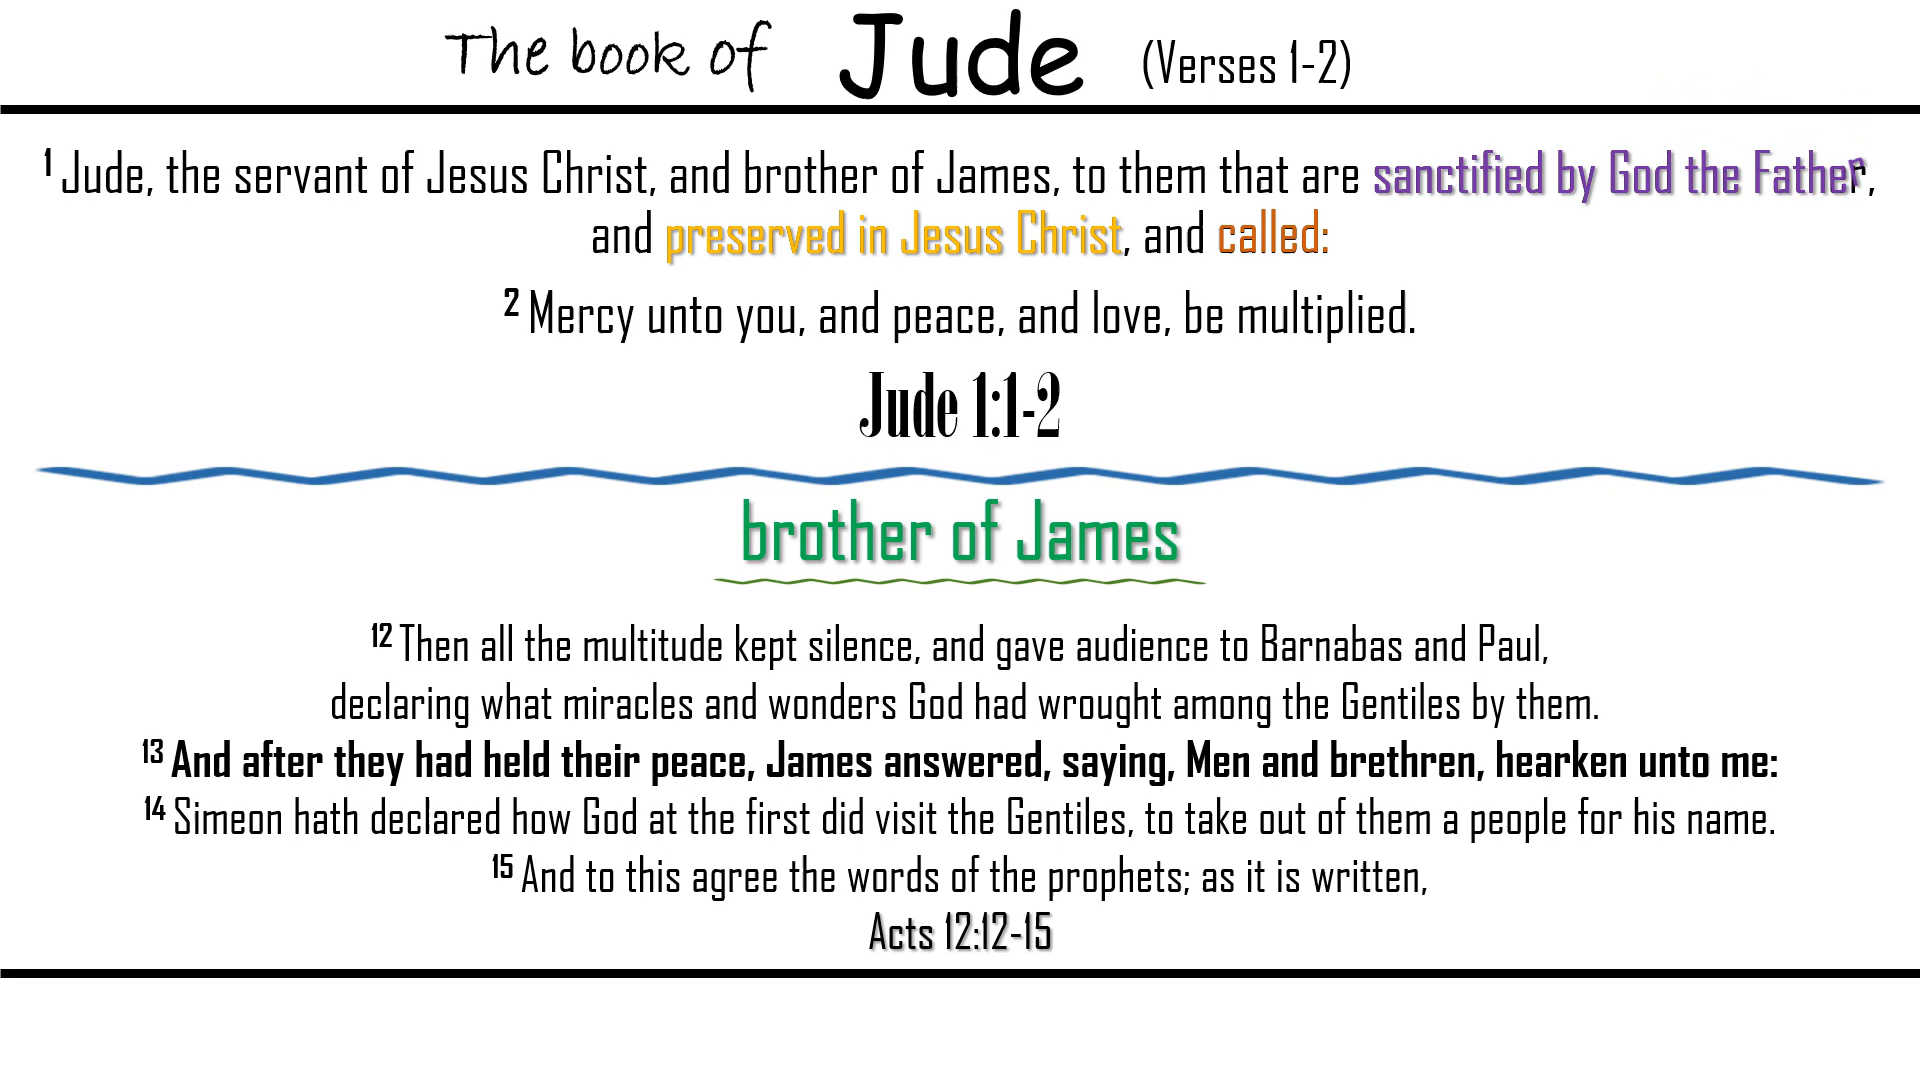 The book of Jude (Verses 1-2)
1 Jude, the servant of Jesus Christ, and brother of James, to them that are sanctified by God the Father,
and preserved in Jesus Christ, and called:
2 Mercy unto you, and peace, and love, be multiplied.
Jude 1:1-2
brother of James
12 Then all the multitude kept silence, and gave audience to Barnabas and Paul,
declaring what miracles and wonders God had wrought among the Gentiles by them.
13 And after they had held their peace, James answered, saying, Men and brethren, hearken unto me:
14 Simeon hath declared how God at the first did visit the Gentiles, to take out of them a people for his name.
15 And to this agree the words of the prophets; as it is written,
Acts 12:12-15